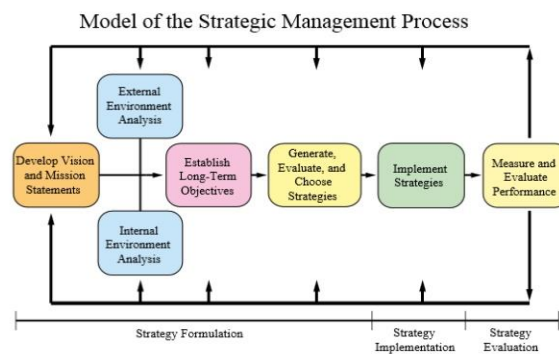 Model of the Strategic Management Process
External
Environment
Analysis
Develop Vision
and Mission
Statements
Internal
Environment
Analysis
Establish
Long-Term
Objectives
Generate,
Evaluate, and
Choose
Strategies
Implement
Strategies
Measure and
Evaluate
Performance
Strategy Formulation
Strategy
Implementation
Strategy
Evaluation